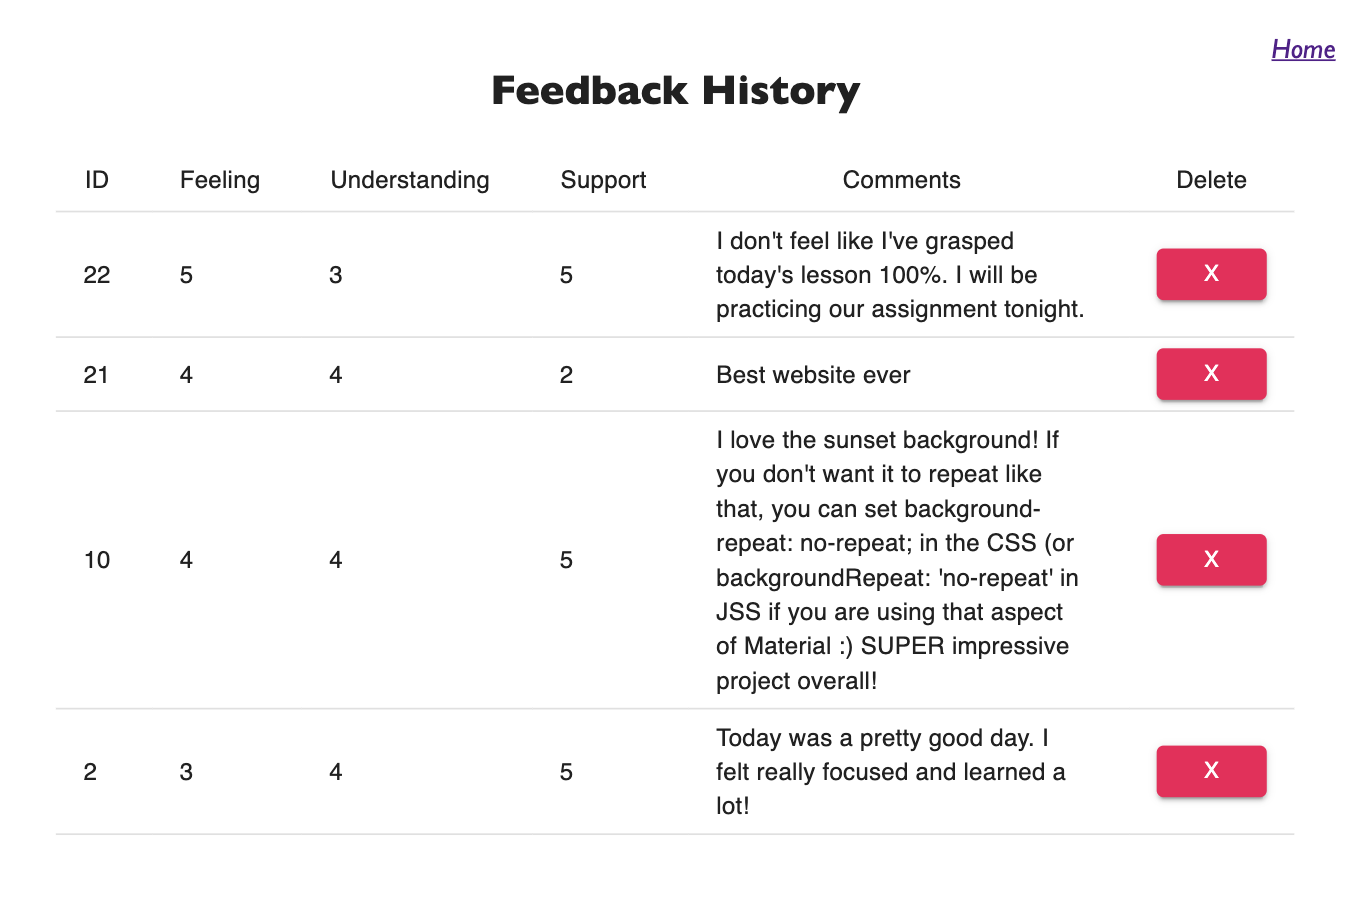 Home
Feedback History
ID Feeling Understanding Support Comments Delete
I don't feel like I've grasped
22 5 3 5 today's lesson 100%. I will be X
practicing our assignment tonight.
21 4 4 2 Best website ever X
I love the sunset background! If
you don't want it to repeat like
that, you can set background-
repeat: no-repeat; in the CSS (or
10 4 4 5 X
backgroundRepeat: 'no-repeat' in
JSS if you are using that aspect
of Material :) SUPER impressive
project overall!
Today was a pretty good day. I
2 3 4 5 felt really focused and learned a X
lot!